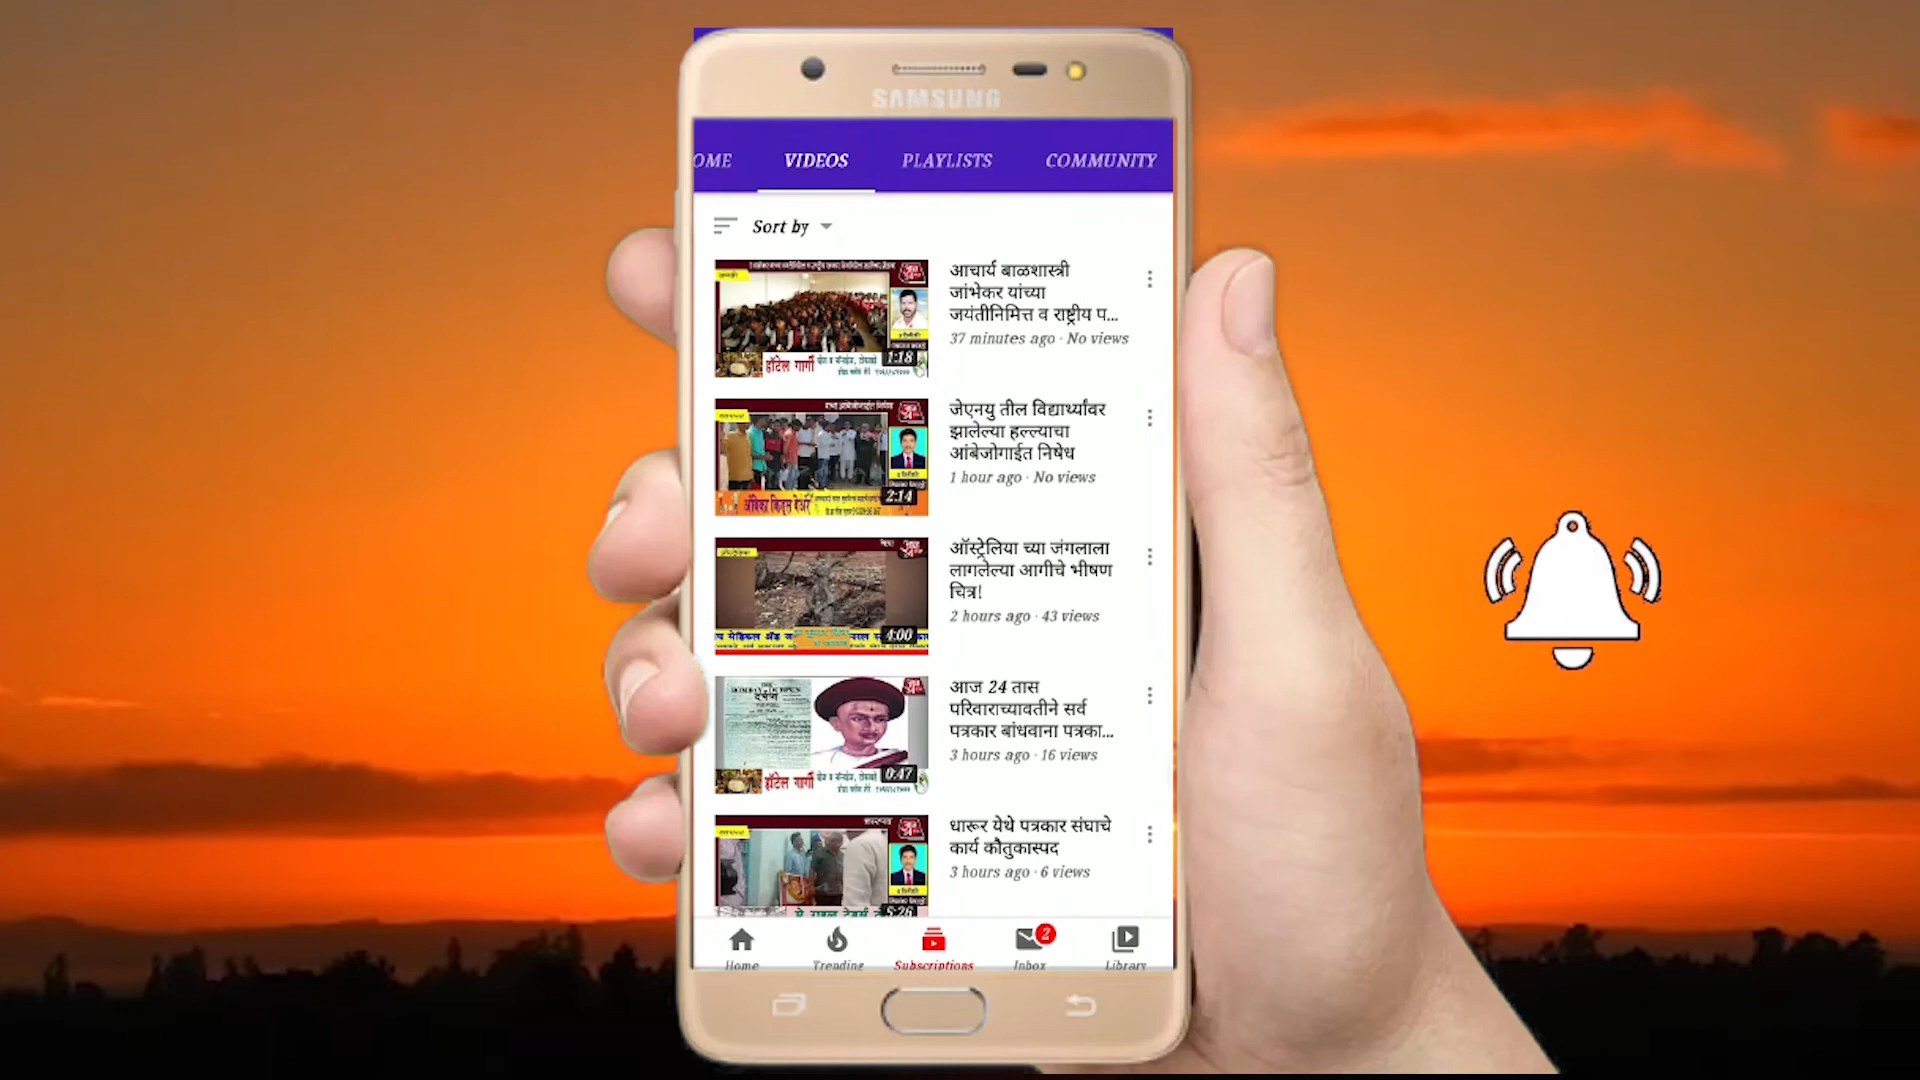 SAMSUNG
OME VIDEOS PLAYLISTS COMMUNITY
Sort by
आचार्य बाळशास्त्री
जांभेकर यांच्या
जयंतीनिमित्त व राष्ट्रीय प...
37 minutes ago · No views
1:18
हॉटेल गार्गी
जेएनयु तील विद्यार्थ्यांवर
झालेल्या हल्ल्याचा
आंबेजोगाईत निषेध
1 hour ago · No views
2:14
अंबिका किड्स वेअर
ऑस्ट्रेलिया च्या जंगलाला
लागलेल्या आगीचे भीषण
चित्र!
2 hours ago · 43 views
4:00
आज 24 तास
परिवाराच्यावतीने सर्व
पत्रकार बांधवाना पत्रका...
3 hours ago · 16 views
0:47
हॉटेल गार्गी
धारूर येथे पत्रकार संघाचे
कार्य कौतुकास्पद
3 hours ago · 6 views
5:26
2
Home Trending Subscriptions Inbox Library